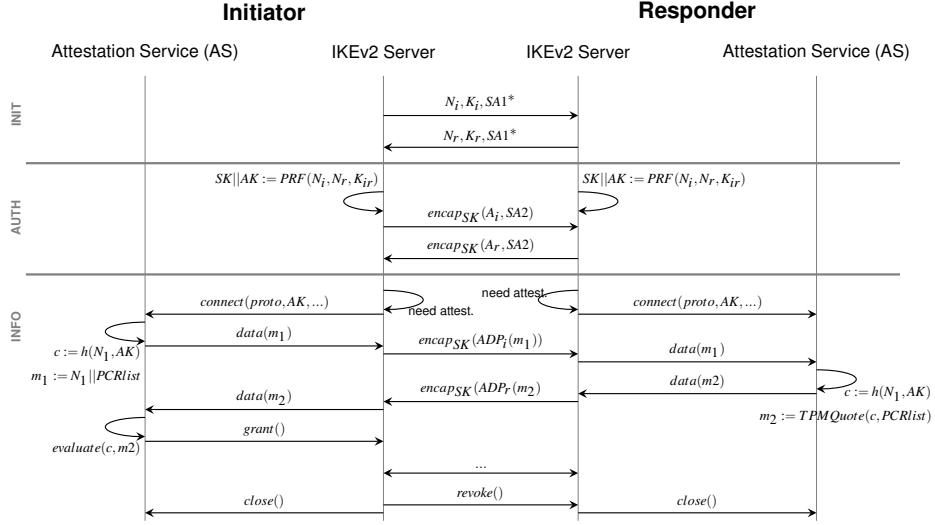 Initiator Responder
Attestation Service (AS) IKEv2 Server IKEv2 Server Attestation Service (AS)
INIT
N_i, K_i, SA1*
N_r, K_r, SA1*
AUTH
SK||AK := PRF(N_i, N_r, K_ir) SK||AK := PRF(N_i, N_r, K_ir)
encap_SK(A_i, SA2)
encap_SK(A_r, SA2)
INFO
need attest.
connect(proto, AK, ...) need attest. connect(proto, AK, ...)
data(m_1)
encap_SK(ADP_i(m_1))
c := h(N_1, AK) data(m_1)
m_1 := N_1||PCRlist
data(m2)
encap_SK(ADP_r(m_2) c := h(N_1, AK)
data(m_2)
m_2 := TPMQuote(c, PCRlist)
grant()
evaluate(c, m2)
...
revoke()
close() close()